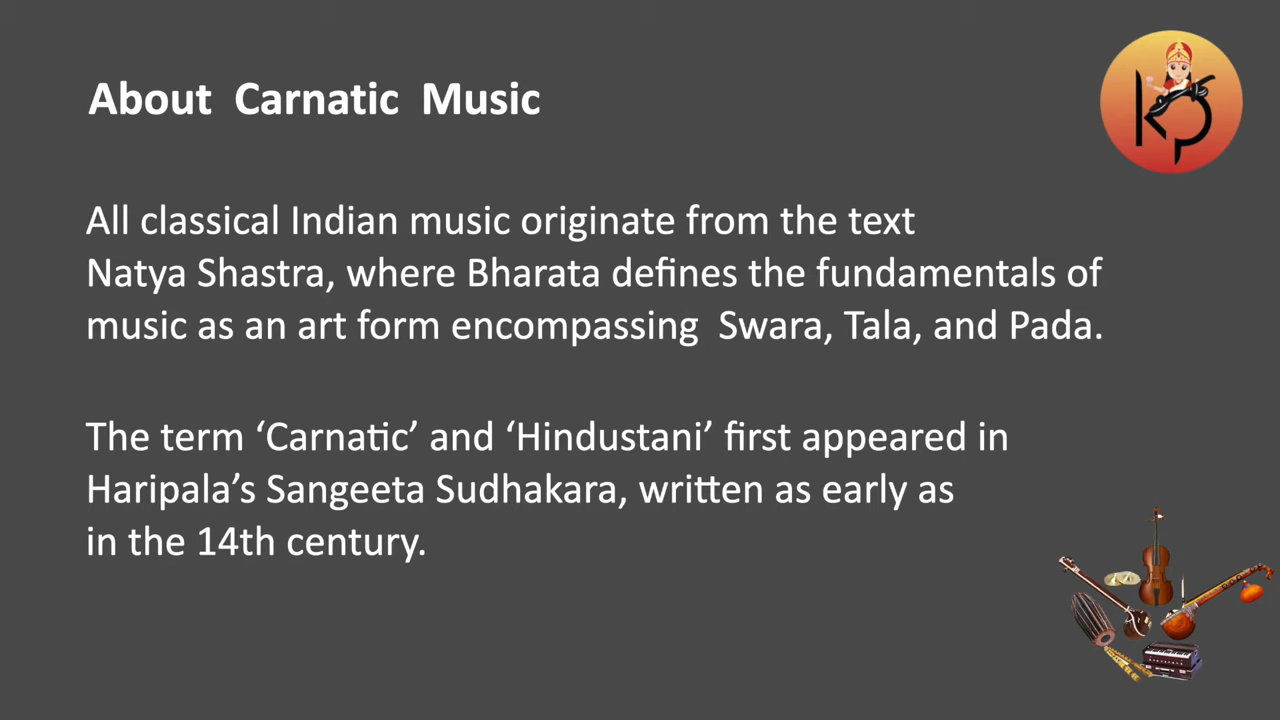 About Carnatic Music
All classical Indian music originate from the text
Natya Shastra, where Bharata defines the fundamentals of
music as an art form encompassing Swara, Tala, and Pada.
The term ‘Carnatic’ and ‘Hindustani’ first appeared in
Haripala’s Sangeeta Sudhakara, written as early as
in the 14th century.
kp